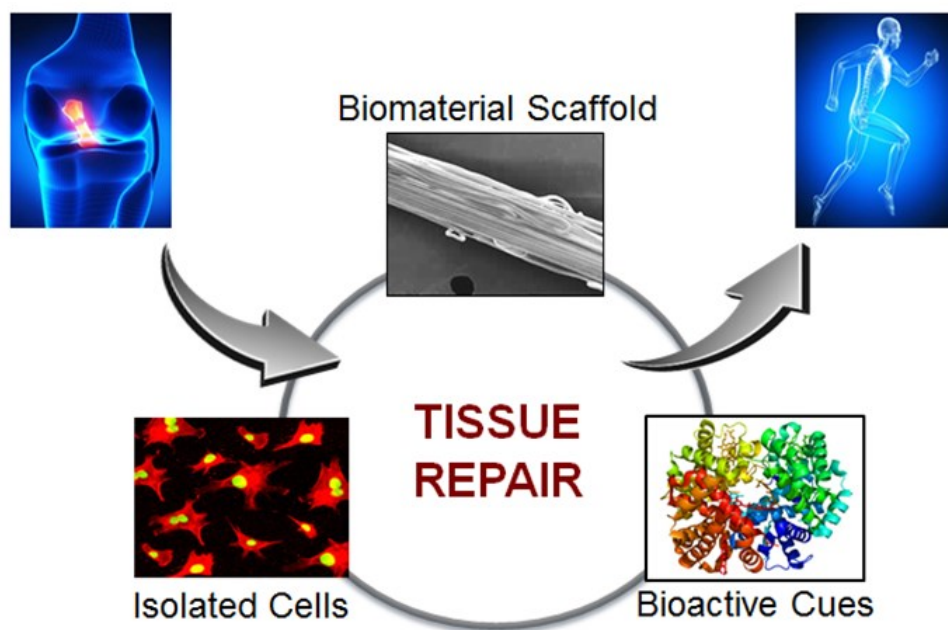 Biomaterial Scaffold
TISSUE
REPAIR
Isolated Cells
Bioactive Cues